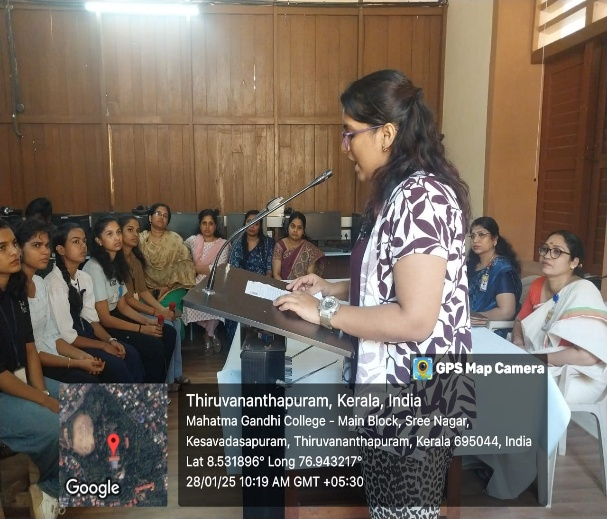 GPS Map Camera
Thiruvananthapuram, Kerala, India
Mahatma Gandhi College - Main Block, Sree Nagar,
Kesavadasapuram, Thiruvananthapuram, Kerala 695044, India
Lat 8.531896° Long 76.943217°
28/01/25 10:19 AM GMT +05:30
Google